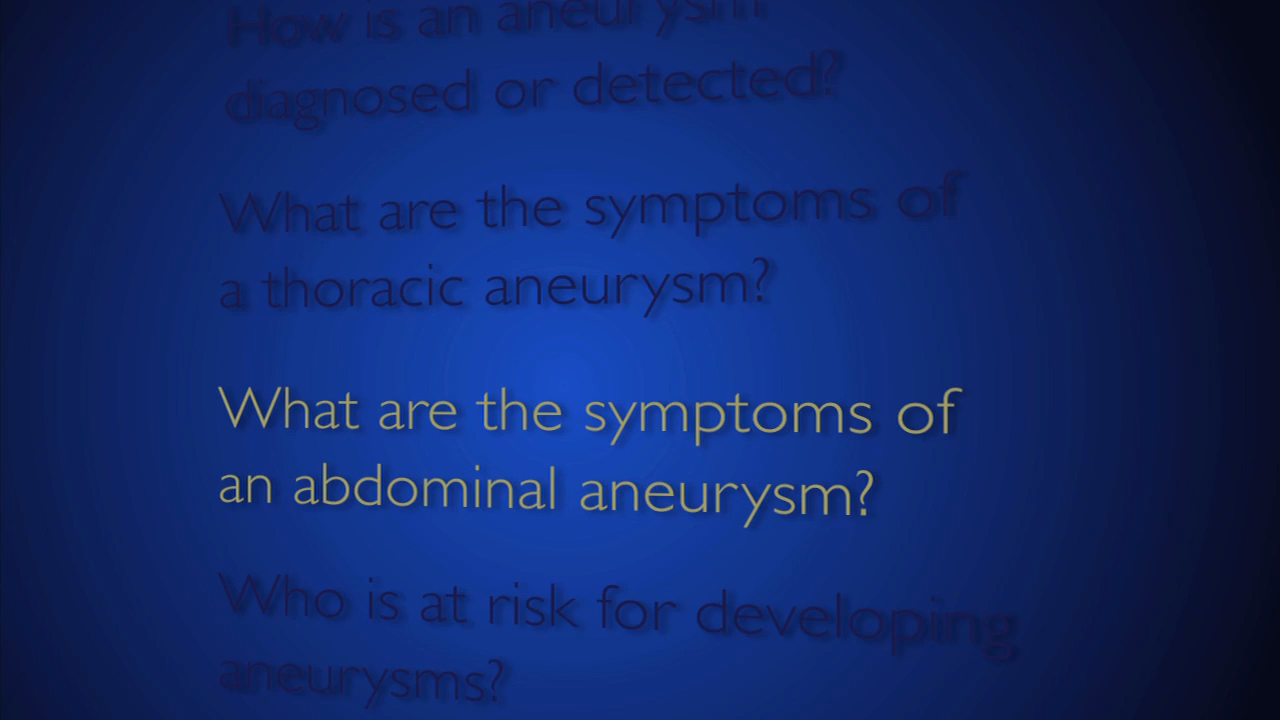 How is an aneurysm
diagnosed or detected?
What are the symptoms of
a thoracic aneurysm?
What are the symptoms of
an abdominal aneurysm?
Who is at risk for developing
aneurysms?